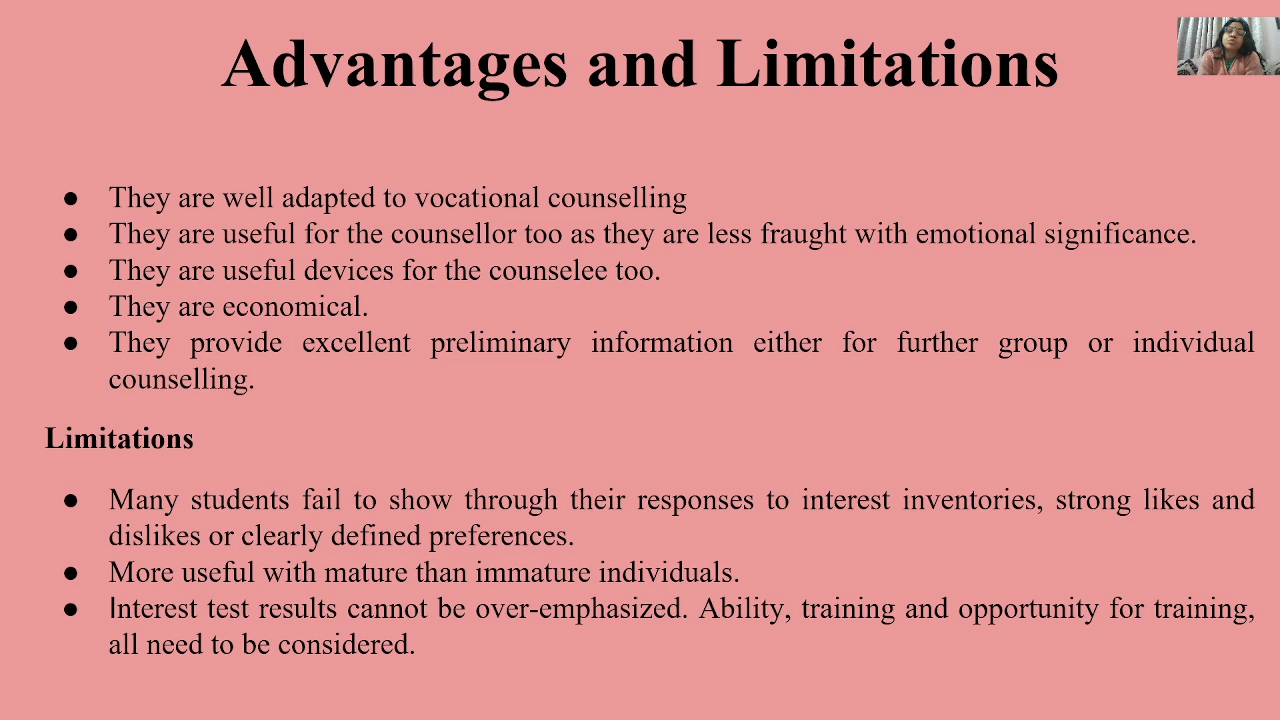 Advantages and Limitations
● They are well adapted to vocational counselling
● They are useful for the counsellor too as they are less fraught with emotional significance.
● They are useful devices for the counselee too.
● They are economical.
● They provide excellent preliminary information either for further group or individual
counselling.
Limitations
● Many students fail to show through their responses to interest inventories, strong likes and
dislikes or clearly defined preferences.
● More useful with mature than immature individuals.
● Interest test results cannot be over-emphasized. Ability, training and opportunity for training,
all need to be considered.